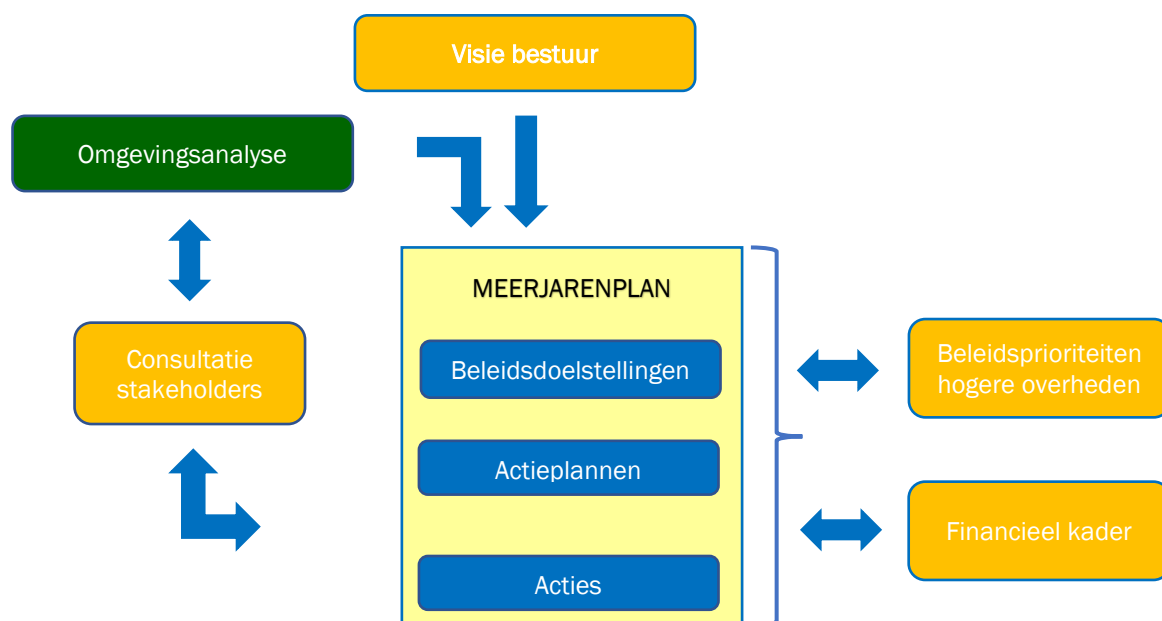 Visie bestuur
Omgevingsanalyse
MEERJARENPLAN
Consultatie
stakeholders
Beleidsdoelstellingen
Beleidsprioriteiten
hogere overheden
Actieplannen
Financieel kader
Acties